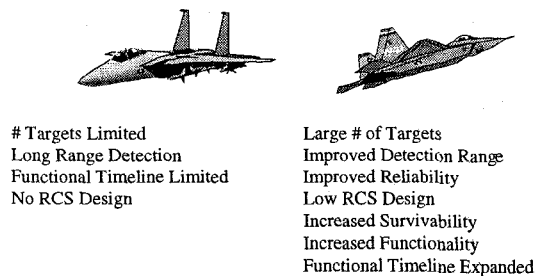 # Targets Limited
Long Range Detection
Functional Timeline Limited
No RCS Design
Large # of Targets
Improved Detection Range
Improved Reliability
Low RCS Design
Increased Survivability
Increased Functionality
Functional Timeline Expanded